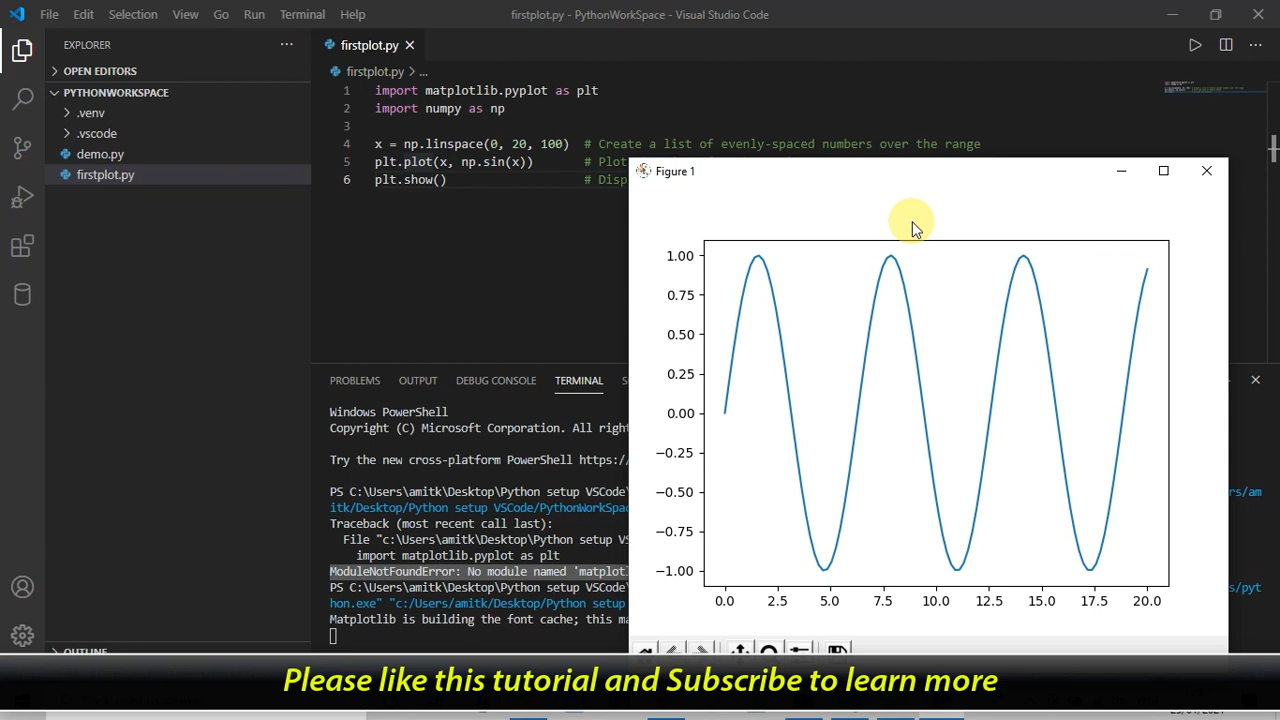 File Edit Selection View Go Run Terminal Help
firstplot.py - PythonWorkSpace - Visual Studio Code
EXPLORER
OPEN EDITORS
PYTHONWORKSPACE
.venv
.vscode
demo.py
firstplot.py
OUTLINE
firstplot.py
firstplot.py > ...
1 import matplotlib.pyplot as plt
2 import numpy as np
3
4 x = np.linspace(0, 20, 100) # Create a list of evenly-spaced numbers over the range
5 plt.plot(x, np.sin(x)) # Plot
6 plt.show() # Disp
PROBLEMS OUTPUT DEBUG CONSOLE TERMINAL
Windows PowerShell
Copyright (C) Microsoft Corporation. All righ
Try the new cross-platform PowerShell https:/
PS C:\Users\amitk\Desktop\Python setup VSCode\ rs/am
itk/Desktop/Python setup VSCode/PythonWorkSpac
Traceback (most recent call last):
File "c:\Users\amitk\Desktop\Python setup VS
import matplotlib.pyplot as plt
ModuleNotFoundError: No module named 'matplotl
PS C:\Users\amitk\Desktop\Python setup VSCode\ s/pyt
hon.exe" "c:/Users/amitk/Desktop/Python setup
Matplotlib is building the font cache; this ma
Figure 1
1.00
0.75
0.50
0.25
0.00
−0.25
−0.50
−0.75
−1.00
0.0 2.5 5.0 7.5 10.0 12.5 15.0 17.5 20.0
Please like this tutorial and Subscribe to learn more